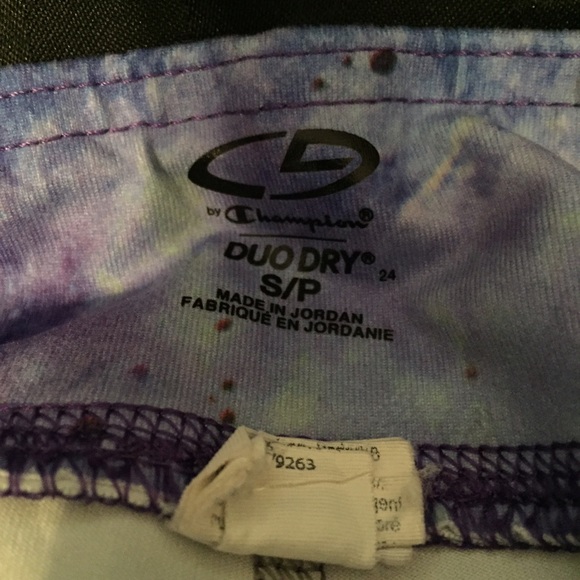 BY Champion®
DUO DRY®
24
S/P
MADE IN JORDAN
FABRIQUÉ EN JORDANIE
9263